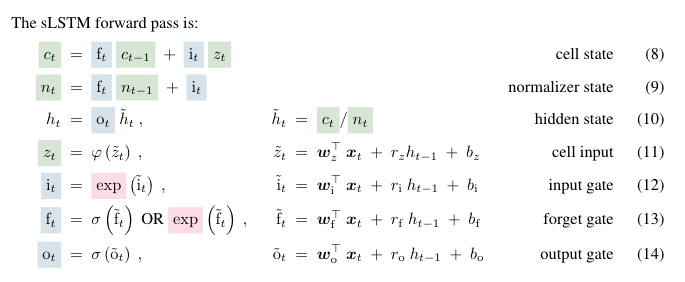 The sLSTM forward pass is:
c_t = f_t c_{t−1} + i_t z_t cell state (8)
n_t = f_t n_{t−1} + i_t normalizer state (9)
h_t = o_t h̃_t , h̃_t = c_t / n_t hidden state (10)
z_t = φ (z̃_t) , z̃_t = w_z^⊤ x_t + r_z h_{t−1} + b_z cell input (11)
i_t = exp (ĩ_t) , ĩ_t = w_i^⊤ x_t + r_i h_{t−1} + b_i input gate (12)
f_t = σ (f̃_t) OR exp (f̃_t) , f̃_t = w_f^⊤ x_t + r_f h_{t−1} + b_f forget gate (13)
o_t = σ (õ_t) , õ_t = w_o^⊤ x_t + r_o h_{t−1} + b_o output gate (14)